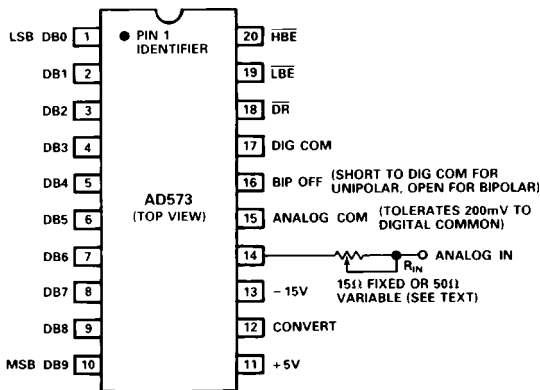 LSB DB0 1 ● PIN 1 IDENTIFIER 20 HBE
DB1 2 19 LBE
DB2 3 18 DR
DB3 4 17 DIG COM
DB4 5 16 BIP OFF (SHORT TO DIG COM FOR UNIPOLAR, OPEN FOR BIPOLAR)
AD573
(TOP VIEW)
DB5 6 15 ANALOG COM (TOLERATES 200mV TO DIGITAL COMMON)
DB6 7 14 ANALOG IN
RIN
15Ω FIXED OR 50Ω VARIABLE (SEE TEXT)
DB7 8 13 −15V
DB8 9 12 CONVERT
MSB DB9 10 11 +5V